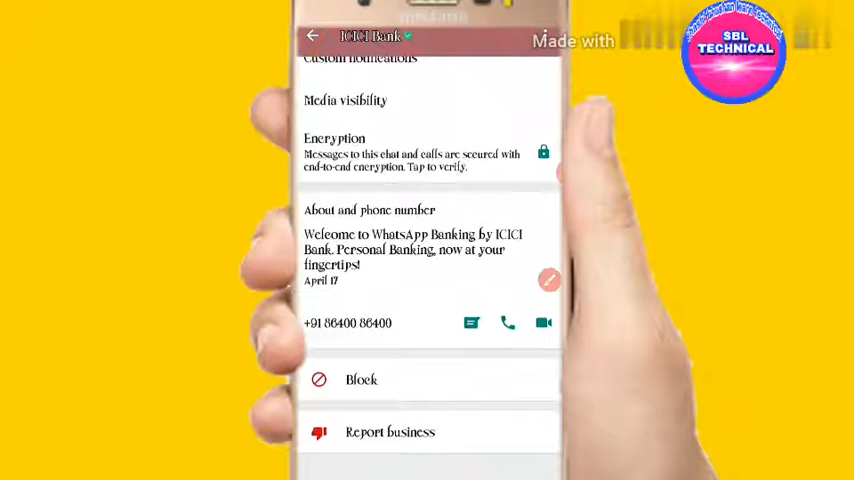 ICICI Bank
Made with
SBL
TECHNICAL
Custom notifications
Media visibility
Encryption
Messages to this chat and calls are secured with
end-to-end encryption. Tap to verify.
About and phone number
Welcome to WhatsApp Banking by ICICI
Bank. Personal Banking, now at your
fingertips!
April 17
+91 86400 86400
Block
Report business